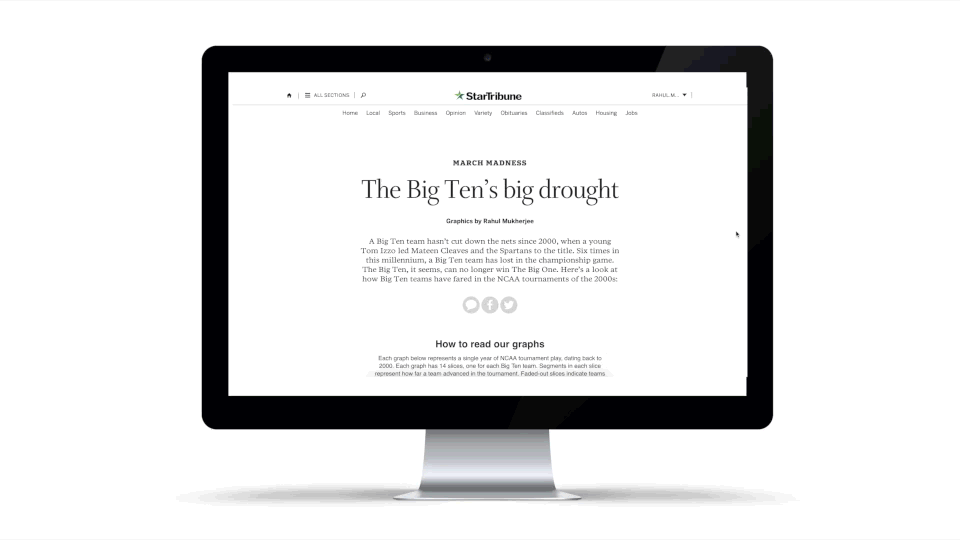 ALL SECTIONS
StarTribune
RAHUL M...
Home Local Sports Business Opinion Variety Obituaries Classifieds Autos Housing Jobs
MARCH MADNESS
The Big Ten's big drought
Graphics by Rahul Mukherjee
A Big Ten team hasn't cut down the nets since 2000, when a young
Tom Izzo led Mateen Cleaves and the Spartans to the title. Six times in
this millennium, a Big Ten team has lost in the championship game.
The Big Ten, it seems, can no longer win The Big One. Here's a look at
how Big Ten teams have fared in the NCAA tournaments of the 2000s:
How to read our graphs
Each graph below represents a single year of NCAA tournament play, dating back to
2000. Each graph has 14 slices, one for each Big Ten team. Segments in each slice
represent how far a team advanced in the tournament. Faded-out slices indicate teams